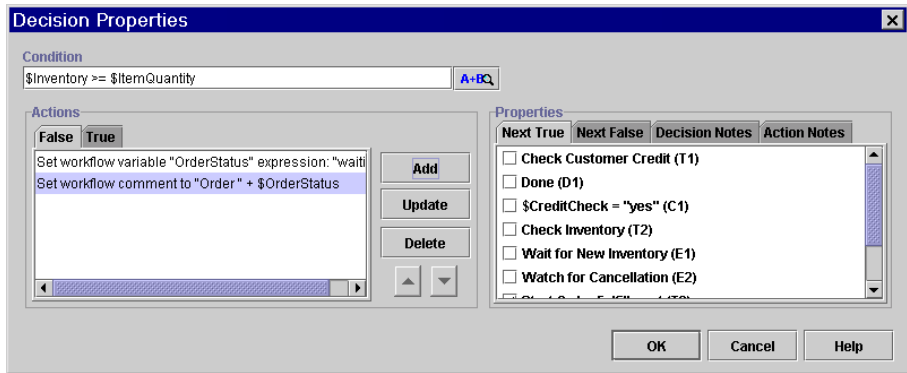 Decision Properties
Condition
$Inventory >= $ItemQuantity
A+B
Actions
False True
Set workflow variable "OrderStatus" expression: "waiti
Set workflow comment to "Order " + $OrderStatus
Add
Update
Delete
Properties
Next True Next False Decision Notes Action Notes
Check Customer Credit (T1)
Done (D1)
$CreditCheck = "yes" (C1)
Check Inventory (T2)
Wait for New Inventory (E1)
Watch for Cancellation (E2)
OK Cancel Help